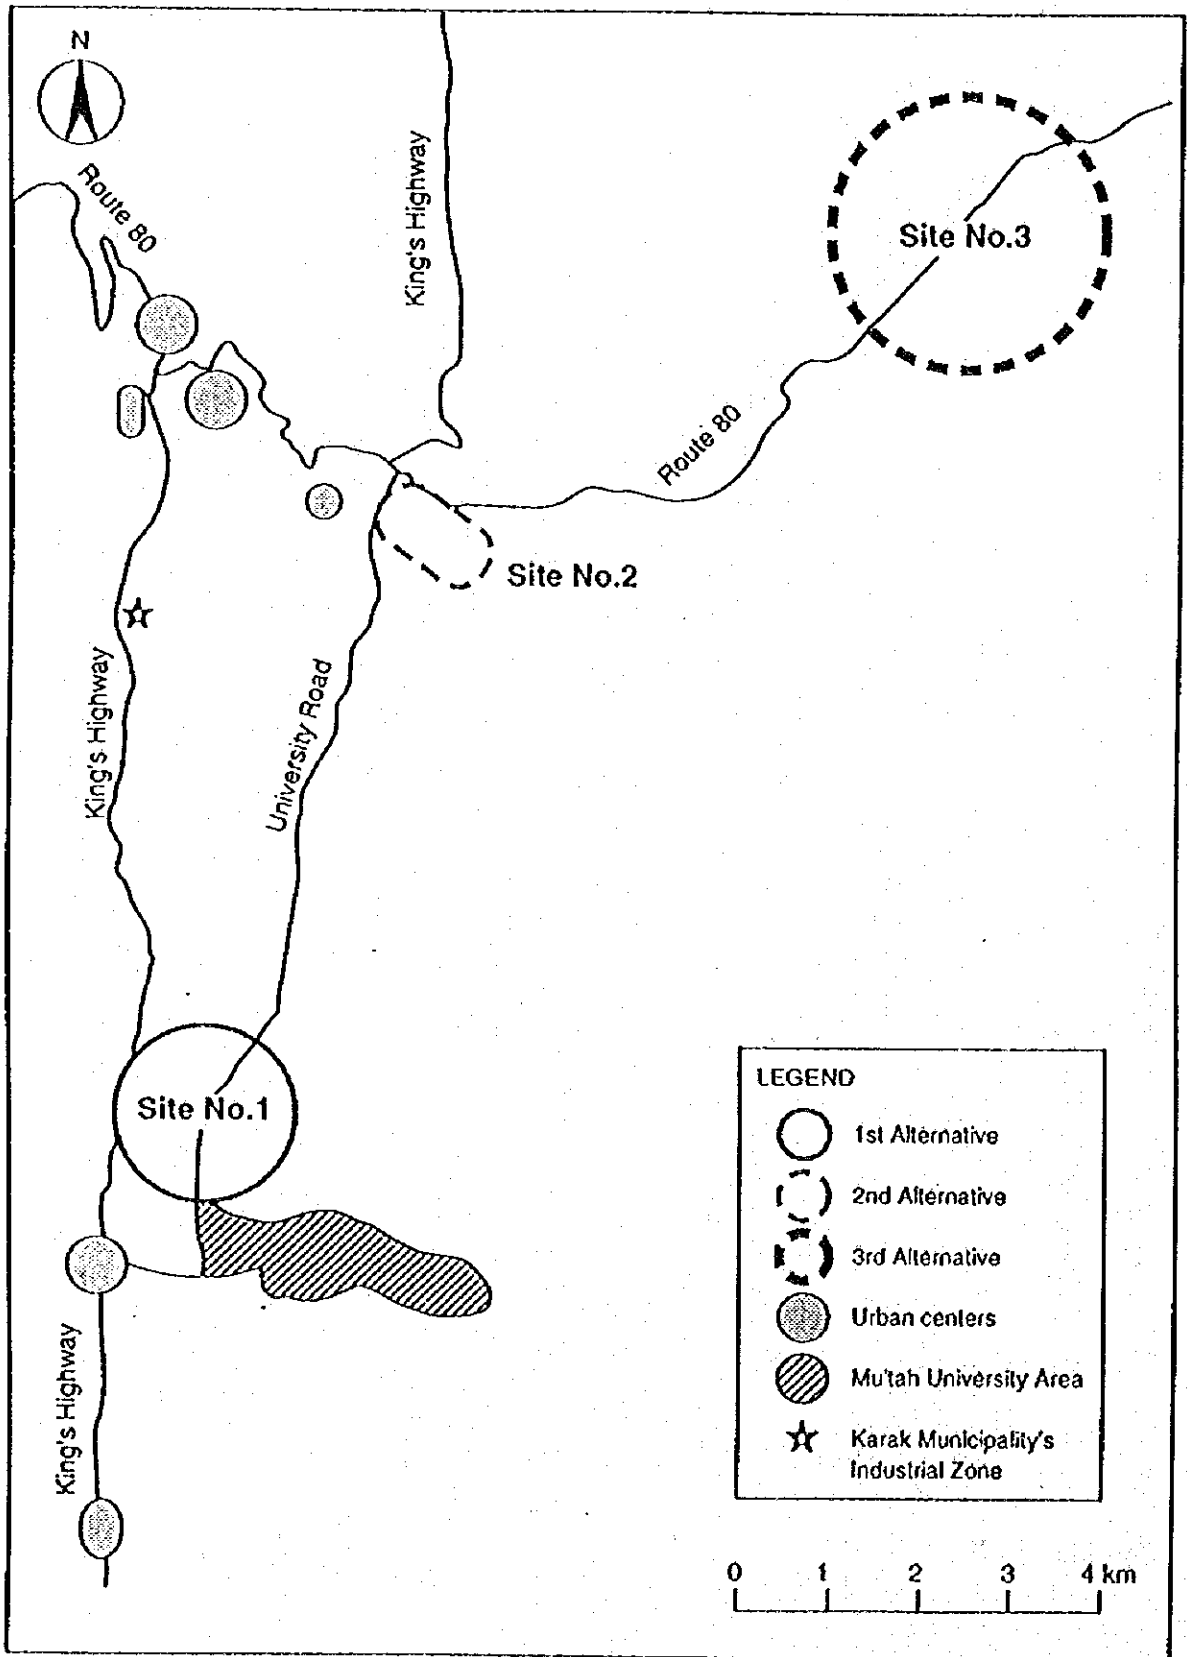 N
Route 80
King's Highway
Site No.3
Route 80
Site No.2
King's Highway
University Road
Site No.1
King's Highway
LEGEND
1st Alternative
2nd Alternative
3rd Alternative
Urban centers
Mu'tah University Area
Karak Municipality's
Industrial Zone
0 1 2 3 4 km